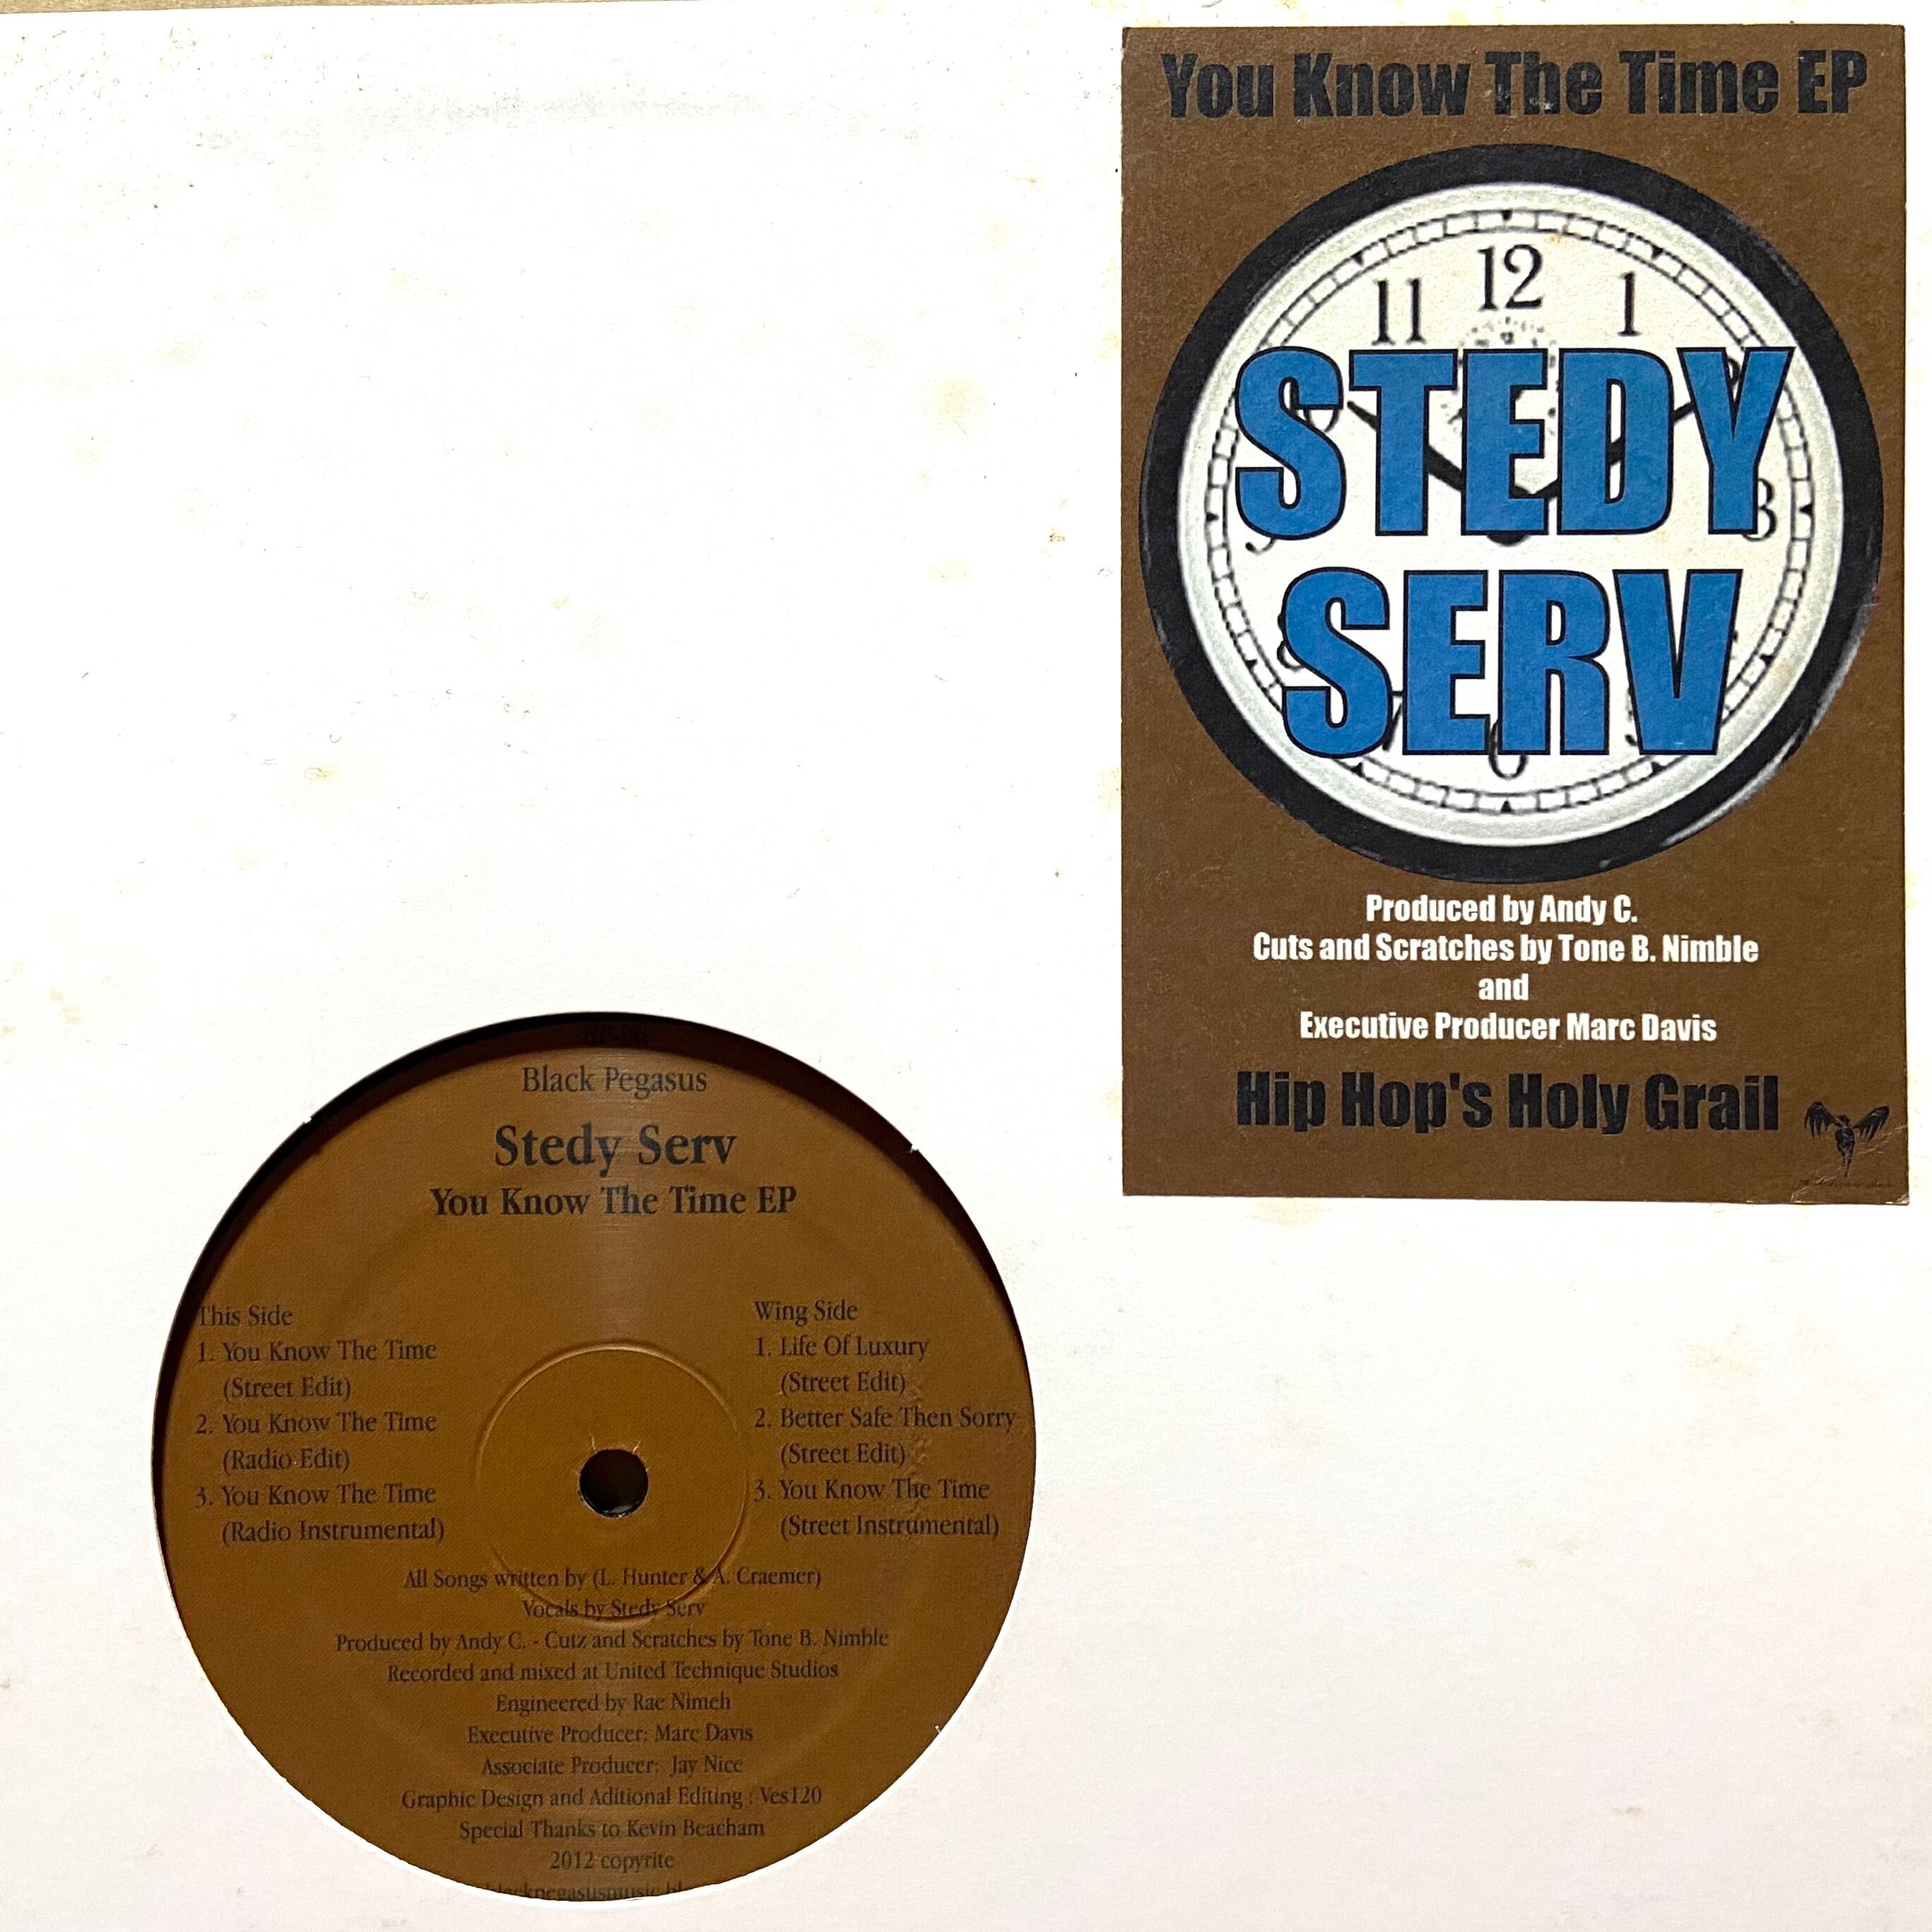 You Know The Time EP
11 12 1
STEDY
3
SERV
6
Produced by Andy C.
Cuts and Scratches by Tone B. Nimble
and
Executive Producer Marc Davis
Hip Hop's Holy Grail
Black Pegasus
Stedy Serv
You Know The Time EP
This Side
1. You Know The Time
(Street Edit)
2. You Know The Time
(Radio Edit)
3. You Know The Time
(Radio Instrumental)
Wing Side
1. Life Of Luxury
(Street Edit)
2. Better Safe Then Sorry
(Street Edit)
3. You Know The Time
(Street Instrumental)
All Songs written by (L. Hunter & A. Craemer)
Vocals by Stedy Serv
Produced by Andy C. - Cutz and Scratches by Tone B. Nimble
Recorded and mixed at United Technique Studios
Engineered by Rae Nimeh
Executive Producer: Marc Davis
Associate Producer: Jay Nice
Graphic Design and Aditional Editing : Ves120
Special Thanks to Kevin Beacham
2012 copyrite